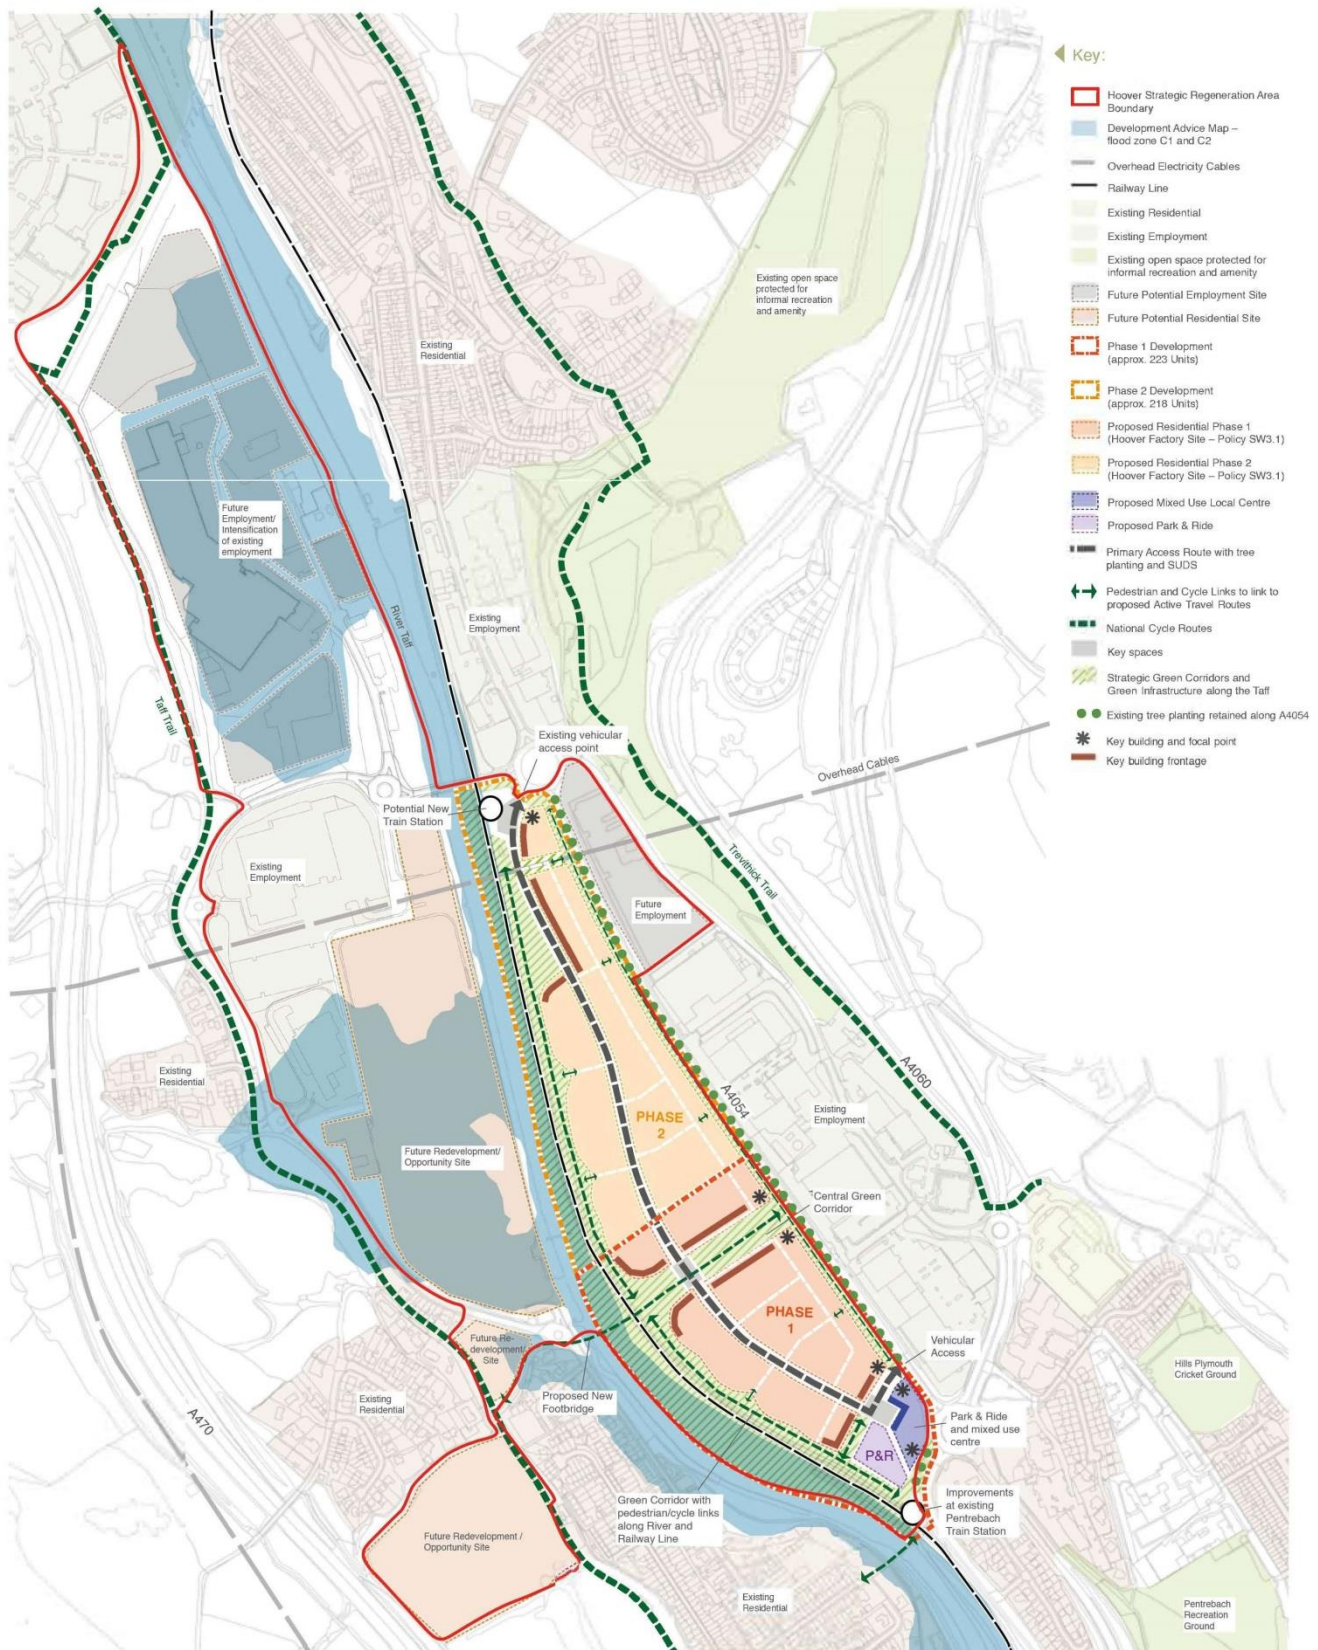 Key:
Hoover Strategic Regeneration Area
Boundary
Development Advice Map –
flood zone C1 and C2
Overhead Electricity Cables
Railway Line
Existing Residential
Existing Employment
Existing open space protected for
informal recreation and amenity
Future Potential Employment Site
Future Potential Residential Site
Phase 1 Development
(approx. 223 Units)
Phase 2 Development
(approx. 218 Units)
Proposed Residential Phase 1
(Hoover Factory Site – Policy SW3.1)
Proposed Residential Phase 2
(Hoover Factory Site – Policy SW3.1)
Proposed Mixed Use Local Centre
Proposed Park & Ride
Primary Access Route with tree
planting and SUDS
Pedestrian and Cycle Links to link to
proposed Active Travel Routes
National Cycle Routes
Key spaces
Strategic Green Corridors and
Green Infrastructure along the Taff
Existing tree planting retained along A4054
Key building and focal point
Key building frontage
Existing open space
protected for
informal recreation
and amenity
Existing
Residential
Future
Employment/
Intensification
of existing
employment
River Taff
Existing
Employment
Taff Trail
Existing vehicular
access point
Overhead Cables
Potential New
Train Station
Trevithick Trail
Existing
Employment
Future
Employment
Existing
Residential
A4060
A4054
PHASE
2
Existing
Employment
Future Redevelopment/
Opportunity Site
Central Green
Corridor
PHASE
1
Future Re-
development/
Site
Vehicular
Access
Hills Plymouth
Cricket Ground
Proposed New
Footbridge
Existing
Residential
A470
Park & Ride
and mixed use
centre
P&R
Green Corridor with
pedestrian/cycle links
along River and
Railway Line
Improvements
at existing
Pentrebach
Train Station
Future Redevelopment /
Opportunity Site
Existing
Residential
Pentrebach
Recreation
Ground